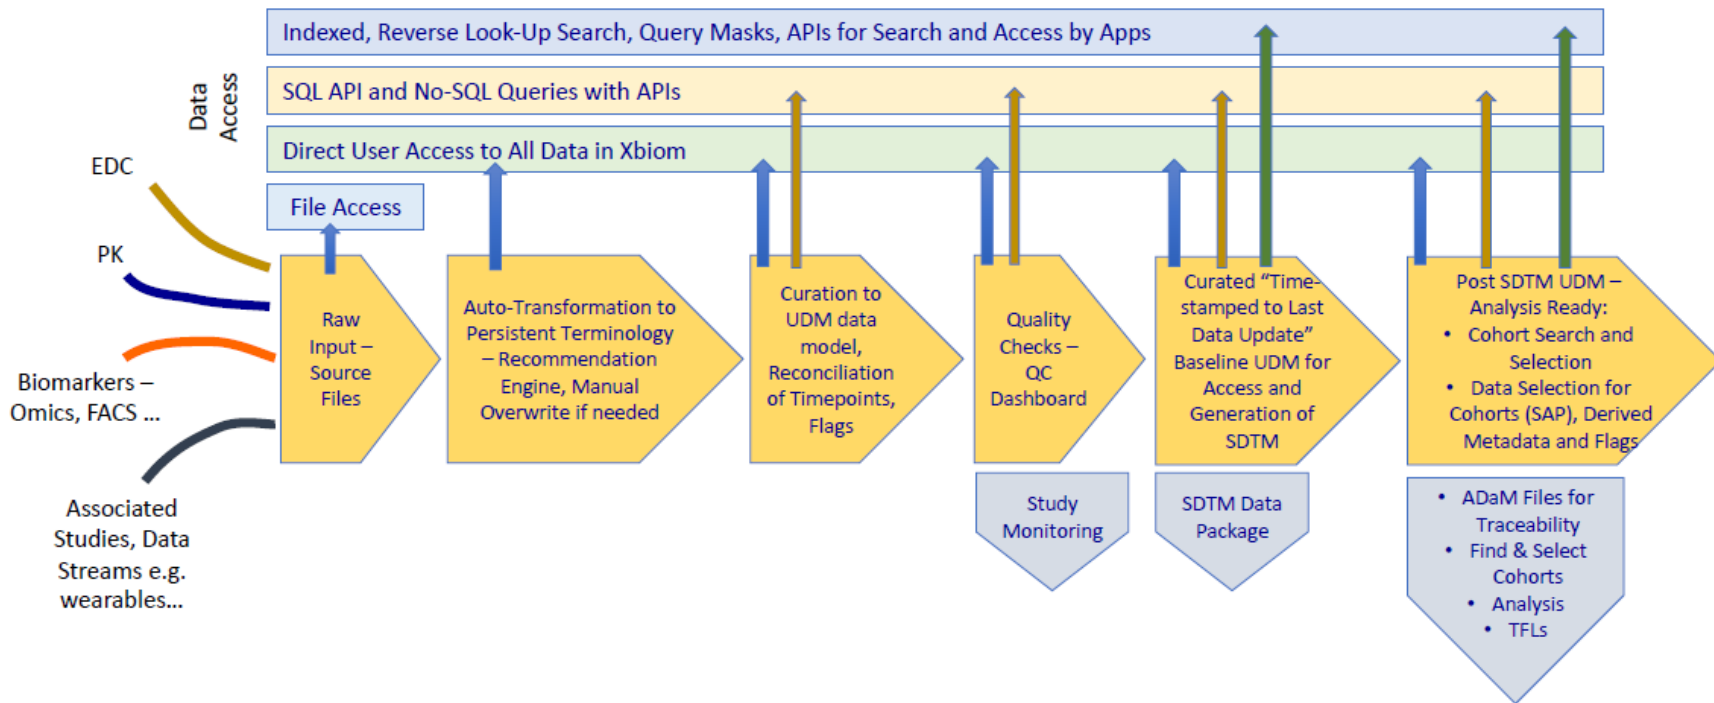 Indexed, Reverse Look-Up Search, Query Masks, APIs for Search and Access by Apps
SQL API and No-SQL Queries with APIs
Direct User Access to All Data in Xbiom
File Access
Data
Access
EDC
PK
Biomarkers –
Omics, FACS ...
Associated
Studies, Data
Streams e.g.
wearables...
Raw
Input –
Source
Files
Auto-Transformation to
Persistent Terminology
– Recommendation
Engine, Manual
Overwrite if needed
Curation to
UDM data
model,
Reconciliation
of Timepoints,
Flags
Quality
Checks –
QC
Dashboard
Curated “Time-
stamped to Last
Data Update”
Baseline UDM for
Access and
Generation of
SDTM
Post SDTM UDM –
Analysis Ready:
• Cohort Search and
Selection
• Data Selection for
Cohorts (SAP), Derived
Metadata and Flags
Study
Monitoring
SDTM Data
Package
• ADaM Files for
Traceability
• Find & Select
Cohorts
• Analysis
• TFLs